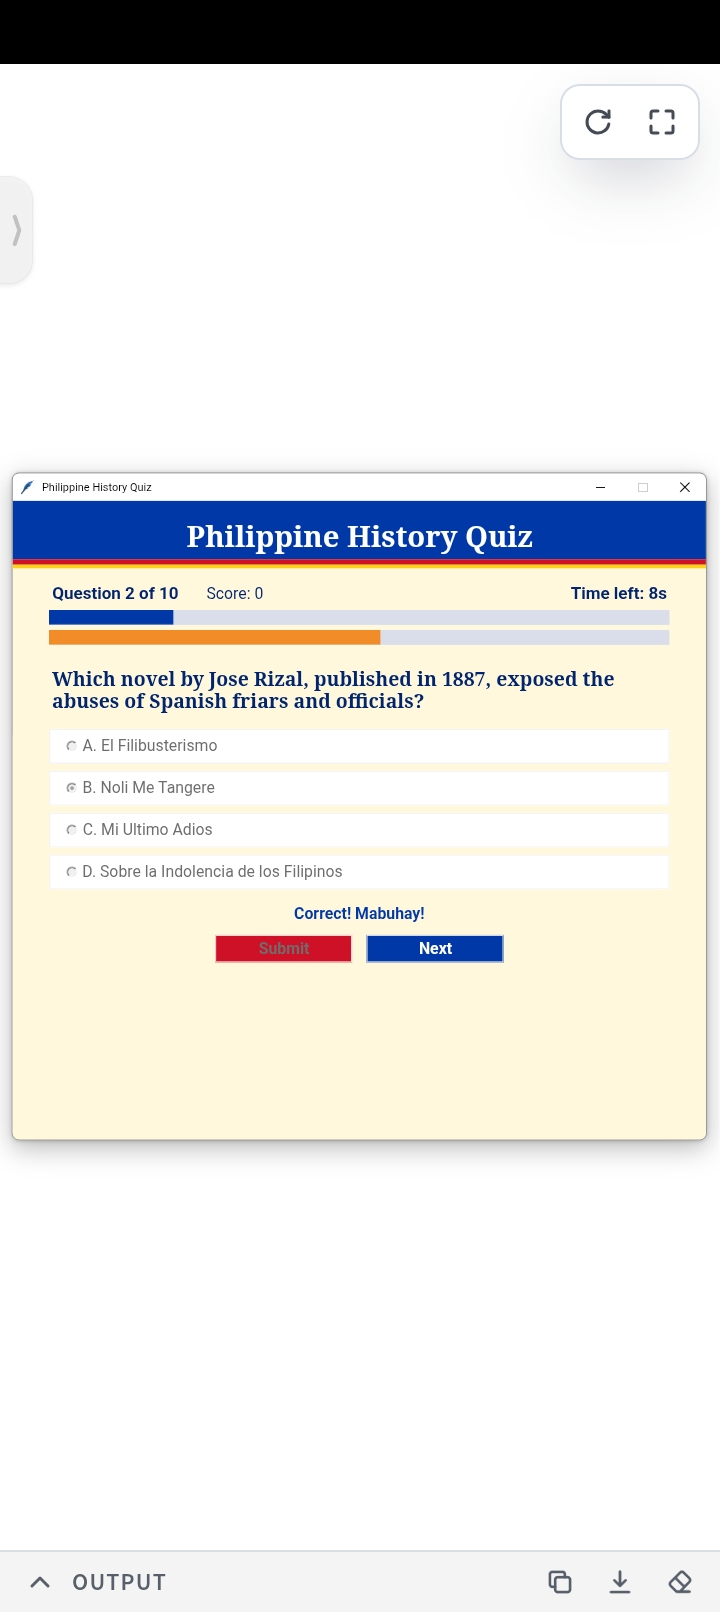 Philippine History Quiz
Philippine History Quiz
Question 2 of 10 Score: 0 Time left: 8s
Which novel by Jose Rizal, published in 1887, exposed the
abuses of Spanish friars and officials?
A. El Filibusterismo
B. Noli Me Tangere
C. Mi Ultimo Adios
D. Sobre la Indolencia de los Filipinos
Correct! Mabuhay!
Submit Next
OUTPUT